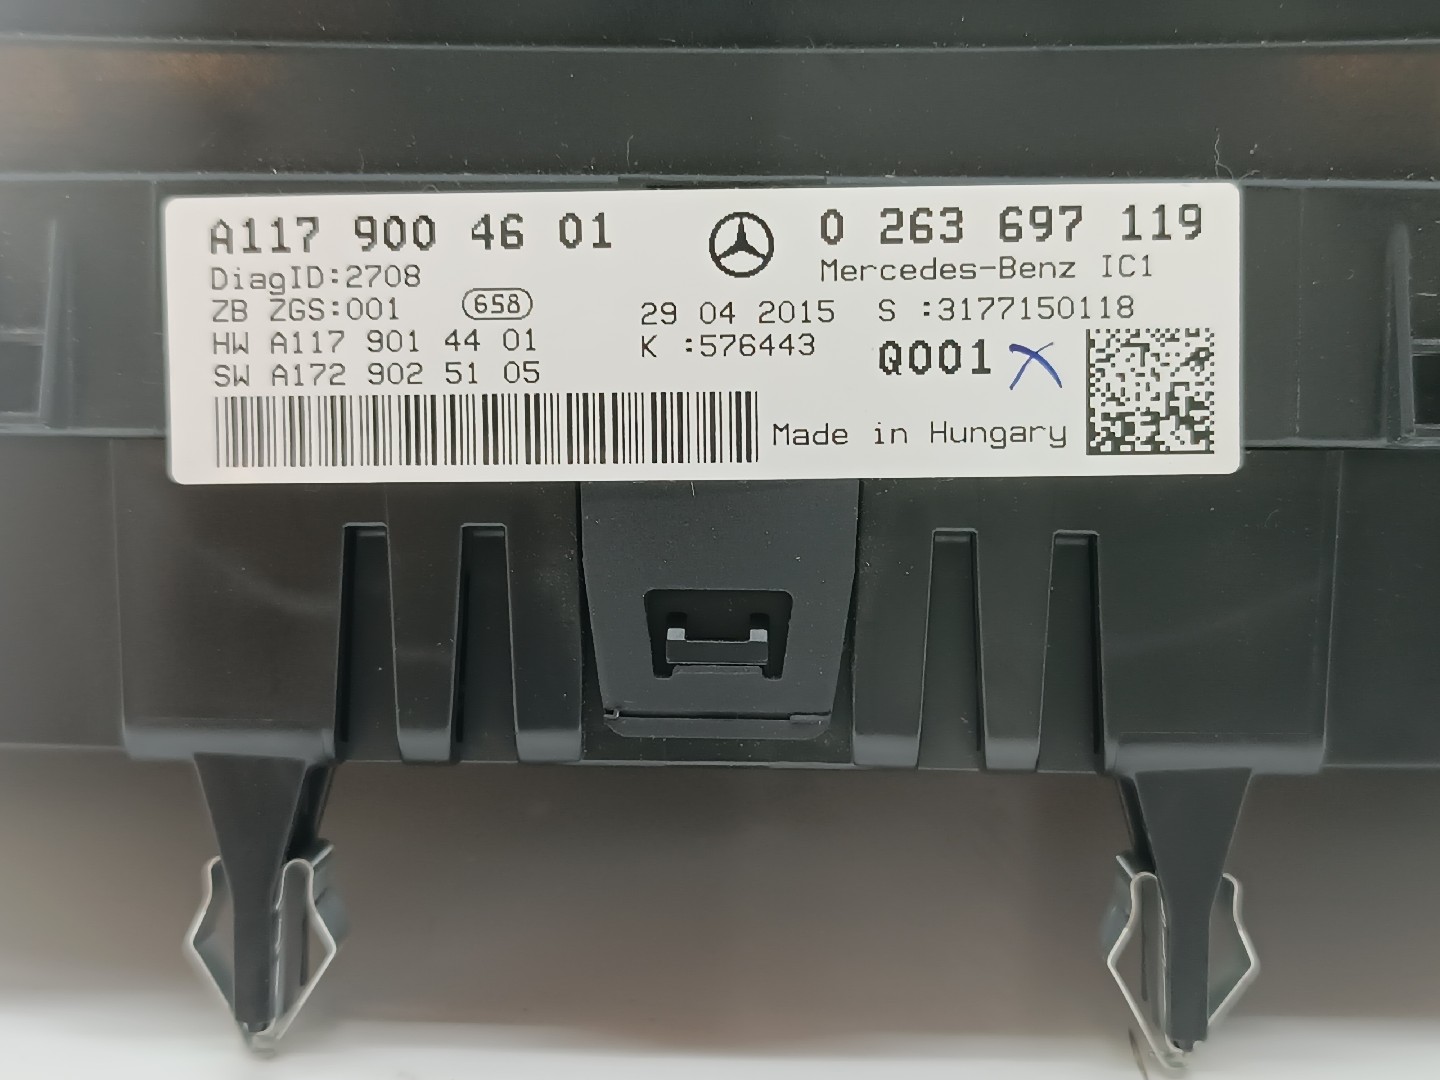 A117 900 46 01
0 263 697 119
DiagID:2708
Mercedes-Benz IC1
ZB ZGS:001 658
29 04 2015 S :3177150118
HW A117 901 44 01
K :576443
Q001
SW A172 902 51 05
Made in Hungary